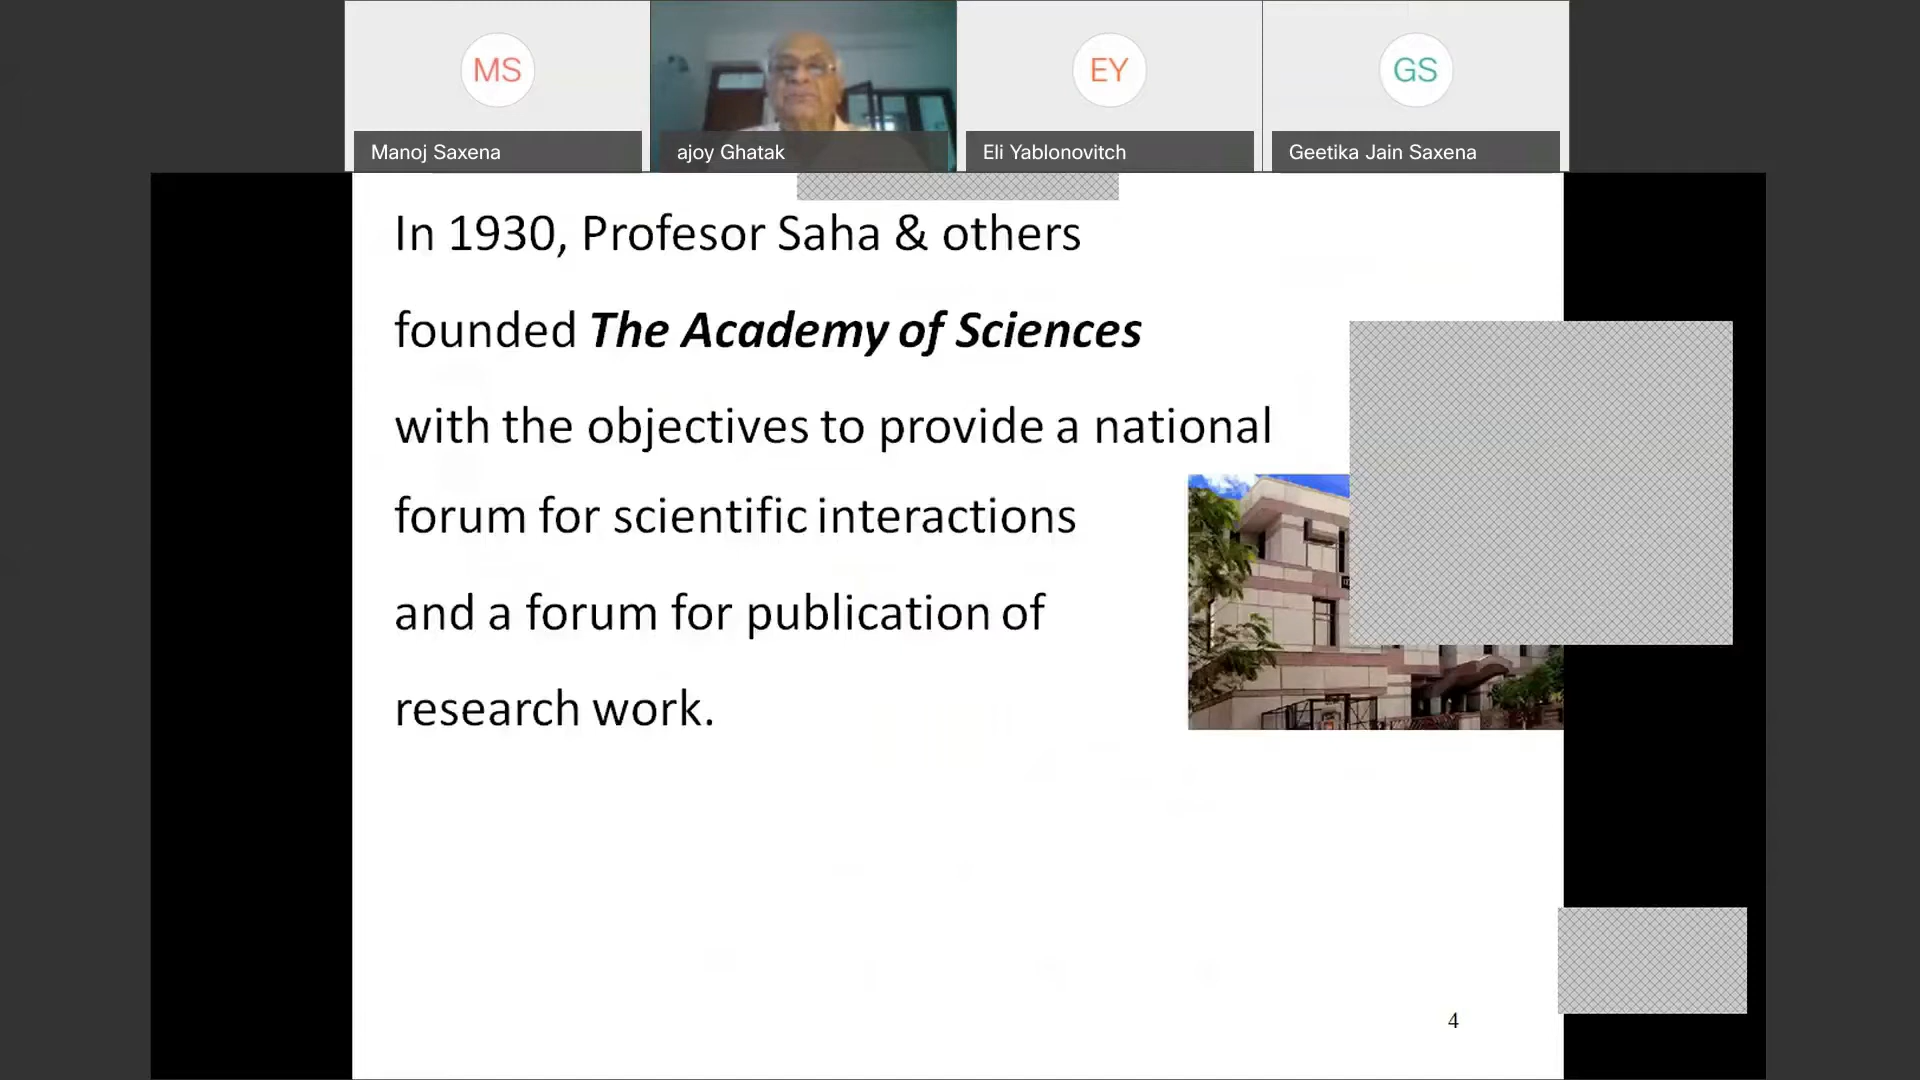 MS
EY
GS
Manoj Saxena
ajoy Ghatak
Eli Yablonovitch
Geetika Jain Saxena
In 1930, Profesor Saha & others
founded The Academy of Sciences
with the objectives to provide a national
forum for scientific interactions
and a forum for publication of
research work.
4